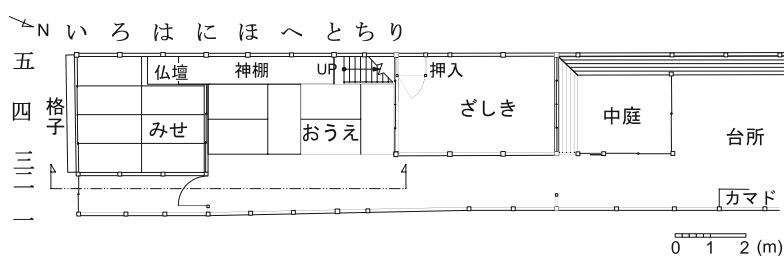 N いろはにほへとちり
五
四
三
二
一
格子
仏壇
神棚
UP
押入
みせ
おうえ
ざしき
中庭
台所
カマド
0 1 2 (m)